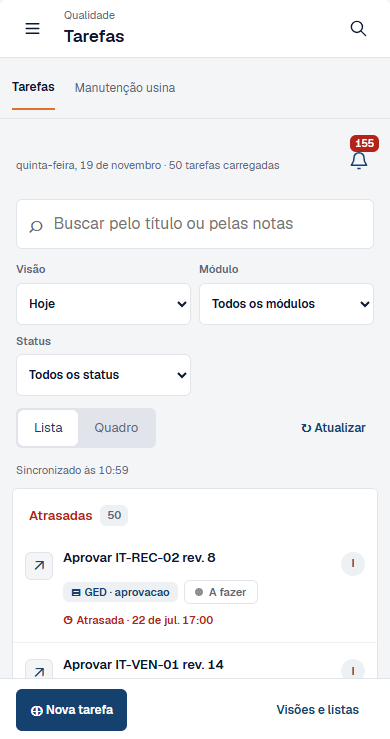 Qualidade
Tarefas
Tarefas
Manutenção usina
155
quinta-feira, 19 de novembro · 50 tarefas carregadas
Buscar pelo título ou pelas notas
Visão
Módulo
Hoje
Todos os módulos
Status
Todos os status
Lista
Quadro
↻ Atualizar
Sincronizado às 10:59
Atrasadas 50
Aprovar IT-REC-02 rev. 8
I
GED · aprovacao
A fazer
Atrasada · 22 de jul. 17:00
Aprovar IT-VEN-01 rev. 14
I
Nova tarefa
Visões e listas